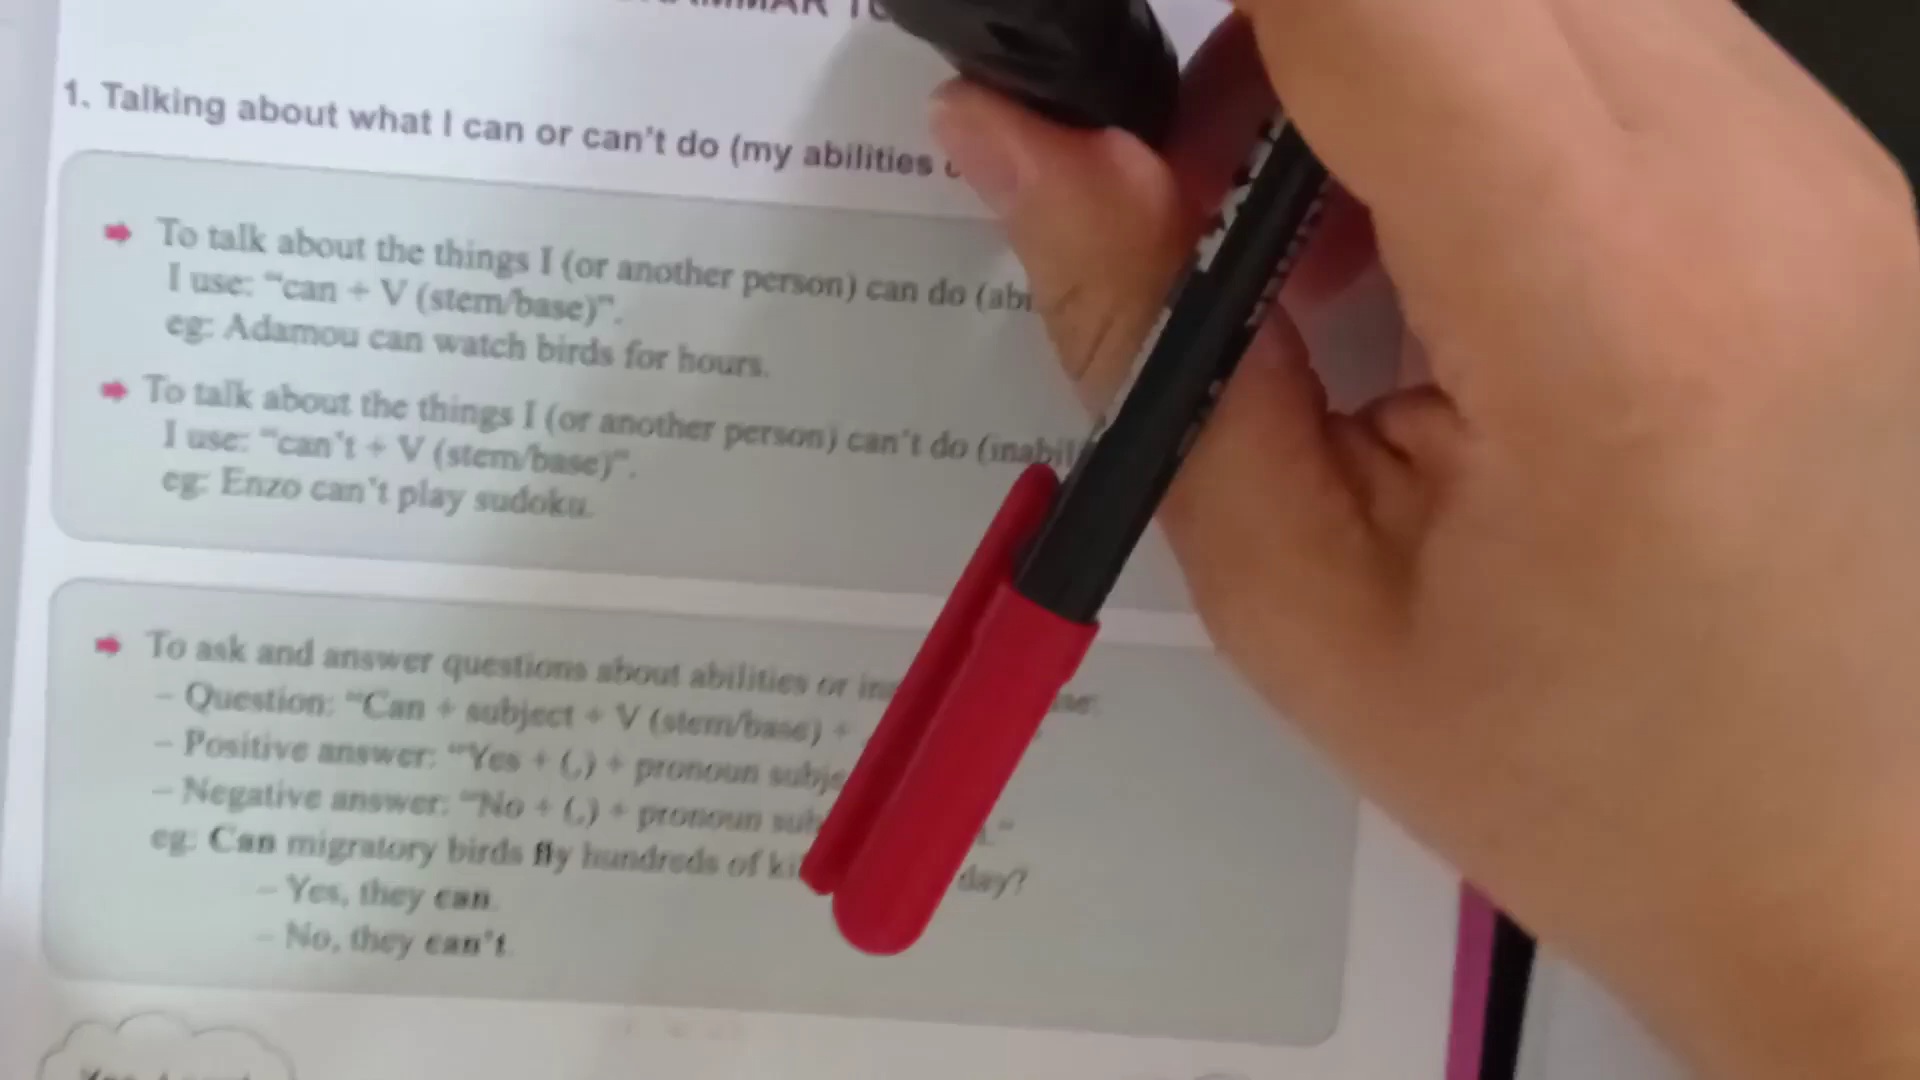 1. Talking about what I can or can't do (my abilities
To talk about the things I (or another person) can do
I use: "can + V (stem/base)".
eg: Adamou can watch birds for hours.
To talk about the things I (or another person) can't do
I use: "can't + V (stem/base)".
eg: Enzo can't play sudoku.
To ask and answer questions about abilities or
– Question: "Can + subject + V (stem/base) +
– Positive answer: "Yes + (,) + pronoun
– Negative answer: "No + (,) + pronoun
eg: Can migratory birds fly hundreds of day?
– Yes, they can.
– No, they can't.